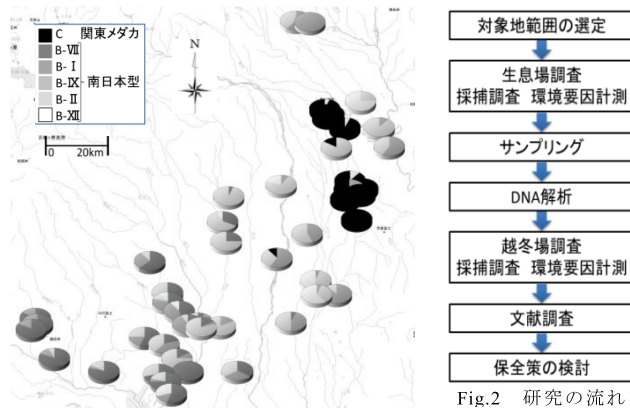 C 関東メダカ
B-Ⅶ
B-Ⅰ
B-Ⅸ 南日本型
B-Ⅱ
B-Ⅻ
0 20km
N
対象地範囲の選定
生息場調査
採捕調査 環境要因計測
サンプリング
DNA解析
越冬場調査
採捕調査 環境要因計測
文献調査
保全策の検討
Fig.2 研究の流れ